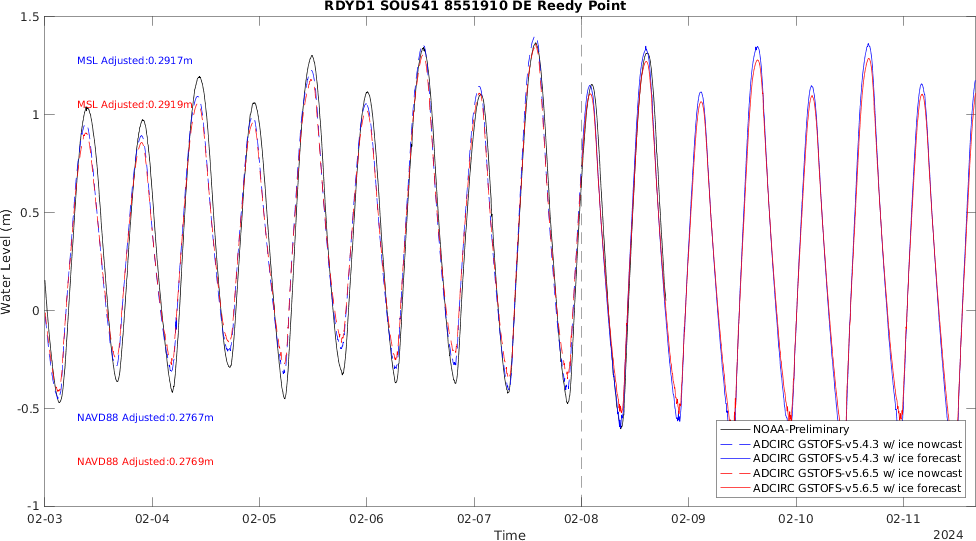 RDYD1 SOUS41 8551910 DE Reedy Point
1.5
1
0.5
0
-0.5
-1
Water Level (m)
MSL Adjusted:0.2917m
MSL Adjusted:0.2919m
NAVD88 Adjusted:0.2767m
NAVD88 Adjusted:0.2769m
NOAA-Preliminary
ADCIRC GSTOFS-v5.4.3 w/ ice nowcast
ADCIRC GSTOFS-v5.4.3 w/ ice forecast
ADCIRC GSTOFS-v5.6.5 w/ ice nowcast
ADCIRC GSTOFS-v5.6.5 w/ ice forecast
02-03 02-04 02-05 02-06 02-07 02-08 02-09 02-10 02-11
Time
2024